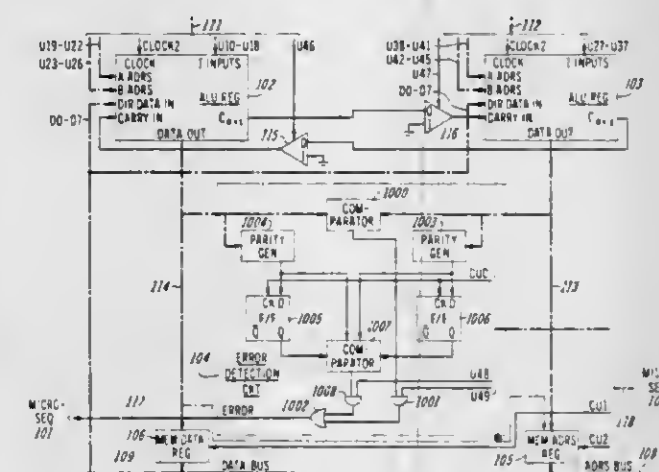 111
112
U19-U22
CLOCK2
U10-U18
U46
U38-U41
CLOCK2
U27-U37
U23-U26
U42-U45
CLOCK
I INPUTS
U47
CLOCK
I INPUTS
A ADRS
102
D0-D7
A ADRS
103
B ADRS
ALU REG
B ADRS
ALU REG
DIR DATA IN
DIR DATA IN
D0-D7
CARRY IN
CARRY IN
DATA OUT
115
116
DATA OUT
1000
COM-
PARATOR
1004
1003
PARITY
GEN
PARITY
GEN
114
113
CK D
CK D
F/F
1005
1007
F/F
1006
Q Q
Q Q
COM-
PARATOR
104
ERROR
DETECTION
CKT
1008
U48
1001
U49
MICRO-
SEQ
101
117
ERROR
1002
CU1
118
106
MEM DATA
REG
109
MEM ADRS
REG
105
CU2
108
DATA BUS
ADRS BUS